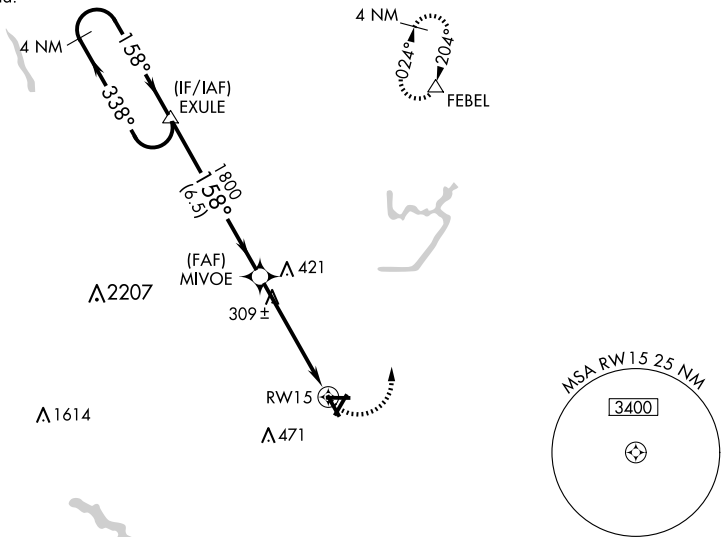 4 NM
158°
338°
(IF/IAF)
EXULE
4 NM
024°
204°
FEBEL
1800
158°
(6.5)
(FAF)
MIVOE
421
2207
309 ±
RW15
1614
471
MSA RW15 25 NM
3400